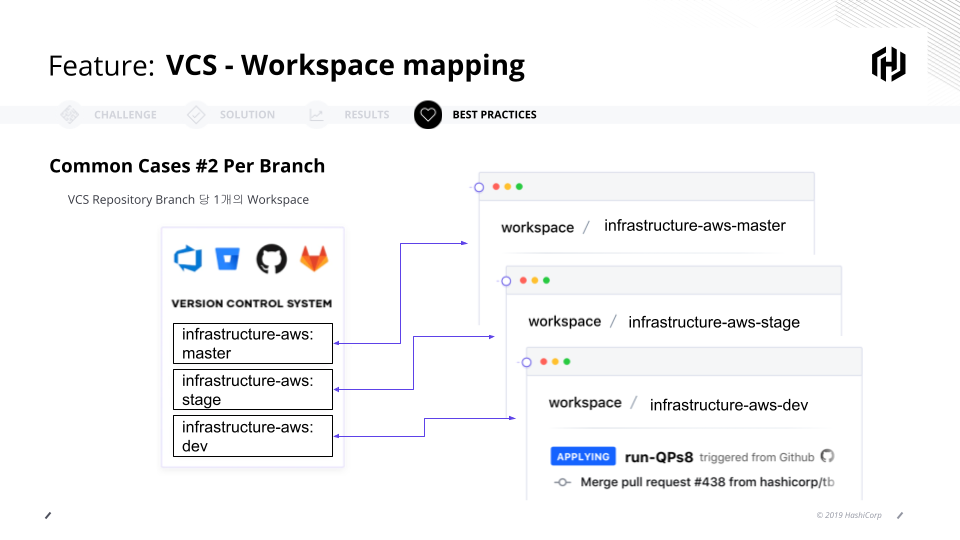 Feature: VCS - Workspace mapping
CHALLENGE SOLUTION RESULTS BEST PRACTICES
Common Cases #2 Per Branch
VCS Repository Branch 당 1개의 Workspace
VERSION CONTROL SYSTEM
infrastructure-aws:
master
infrastructure-aws:
stage
infrastructure-aws:
dev
workspace / infrastructure-aws-master
workspace / infrastructure-aws-stage
workspace / infrastructure-aws-dev
APPLYING run-QPs8 triggered from Github
Merge pull request #438 from hashicorp/tb
© 2019 HashiCorp